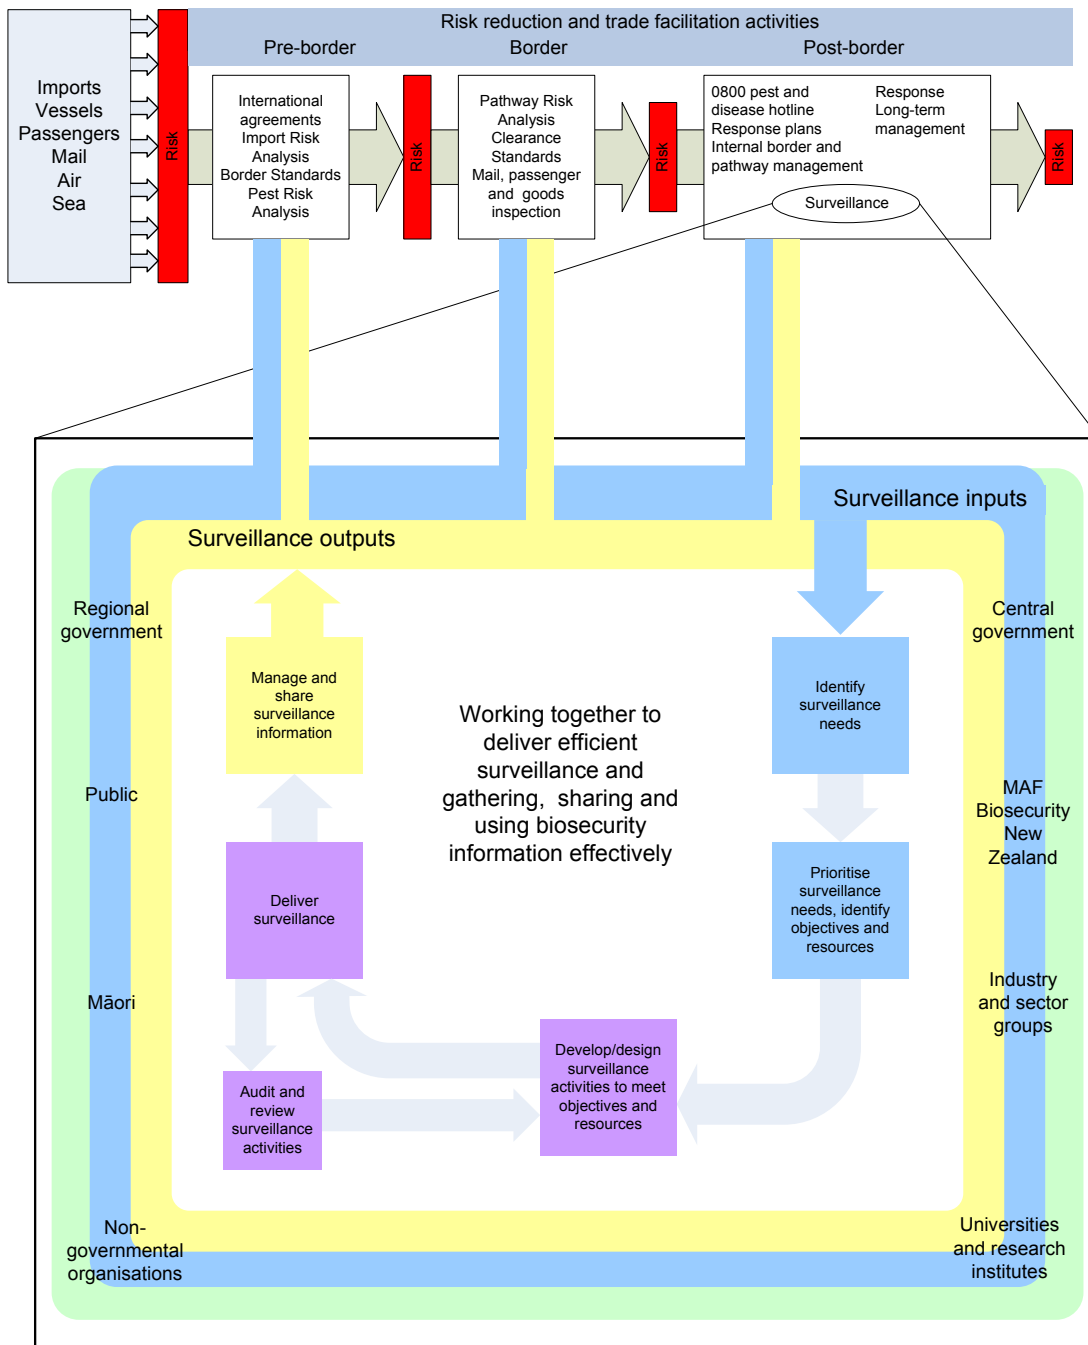 Risk reduction and trade facilitation activities
Pre-border
Border
Post-border
Imports
Vessels
Passengers
Mail
Air
Sea
Risk
International
agreements
Import Risk
Analysis
Border Standards
Pest Risk
Analysis
Risk
Pathway Risk
Analysis
Clearance
Standards
Mail, passenger
and goods
inspection
Risk
0800 pest and
disease hotline
Response plans
Internal border and
pathway management
Response
Long-term
management
Surveillance
Risk
Surveillance inputs
Surveillance outputs
Regional
government
Central
government
Manage and
share
surveillance
information
Working together to
deliver efficient
surveillance and
gathering, sharing and
using biosecurity
information effectively
Identify
surveillance
needs
Public
MAF
Biosecurity
New
Zealand
Deliver
surveillance
Prioritise
surveillance
needs, identify
objectives and
resources
Māori
Industry
and sector
groups
Audit and
review
surveillance
activities
Develop/design
surveillance
activities to meet
objectives and
resources
Non-
governmental
organisations
Universities
and research
institutes